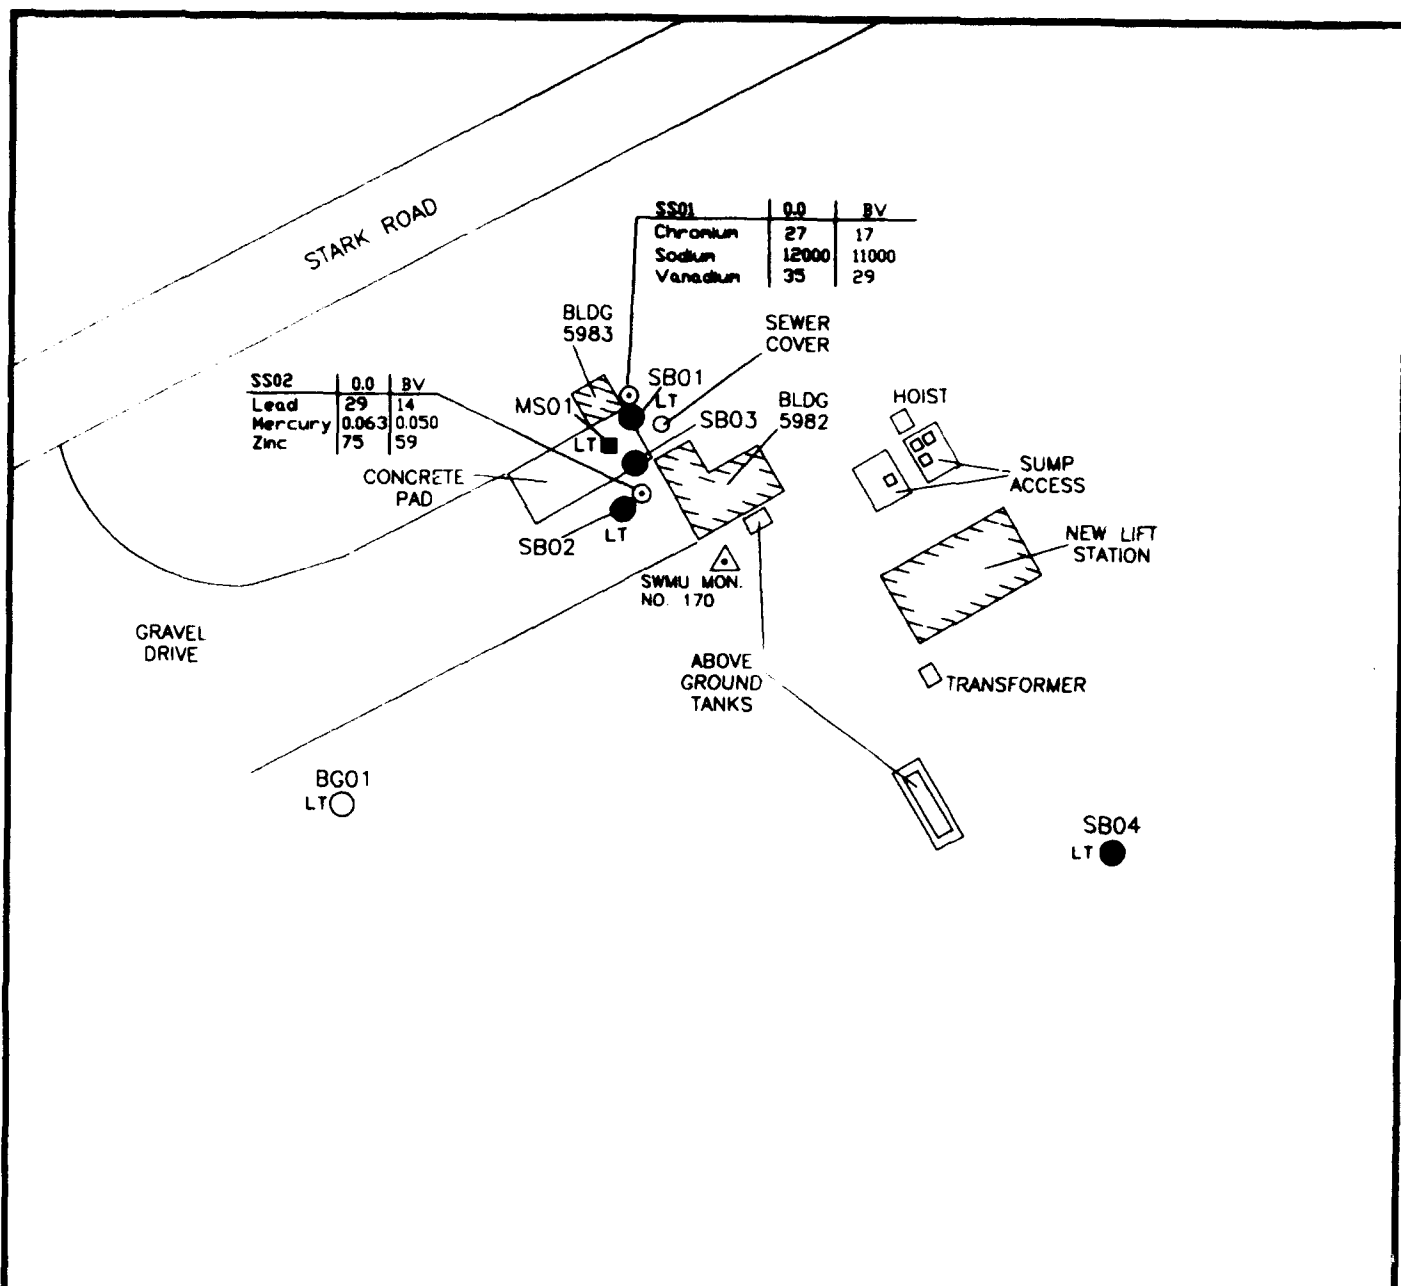 STARK ROAD
SS01 0.0 BV
Chromium 27 17
Sodium 12000 11000
Vanadium 35 29
BLDG
5983
SEWER
COVER
SS02 0.0 BV
Lead 29 14
Mercury 0.063 0.050
Zinc 75 59
MS01
SB01
LT
SB03
BLDG
5982
HOIST
LT
CONCRETE
PAD
SUMP
ACCESS
SB02
LT
NEW LIFT
STATION
SWMU MON.
NO. 170
GRAVEL
DRIVE
ABOVE
GROUND
TANKS
TRANSFORMER
BG01
LT
SB04
LT